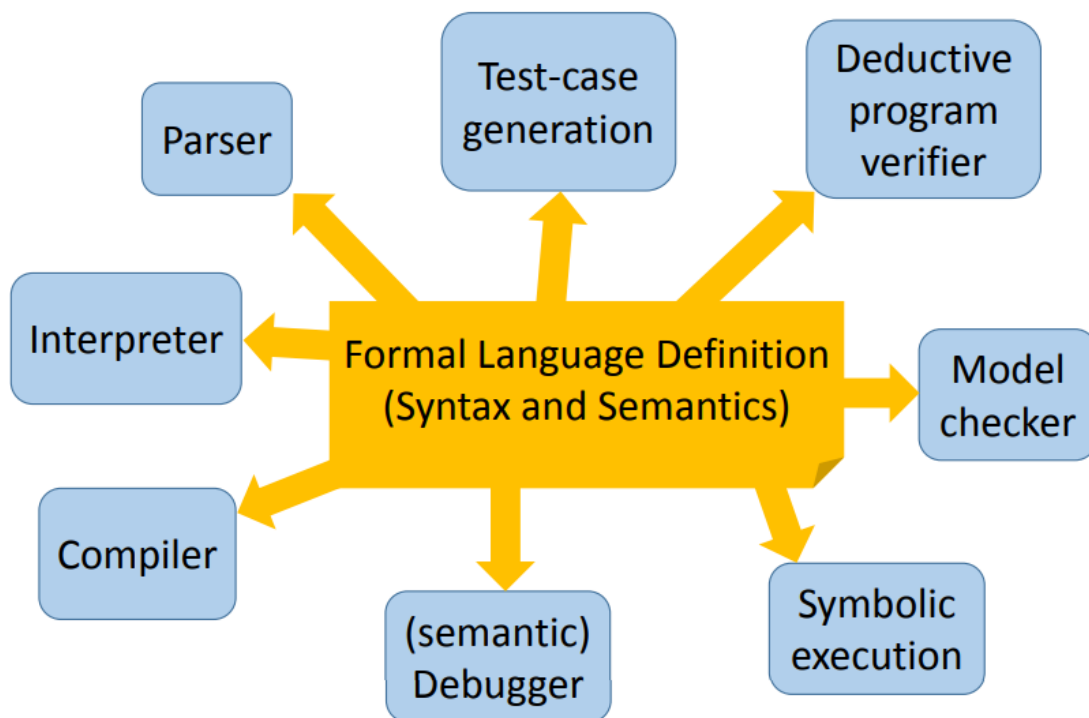 Test-case
generation
Deductive
program
verifier
Parser
Interpreter
Formal Language Definition
(Syntax and Semantics)
Model
checker
Compiler
(semantic)
Debugger
Symbolic
execution